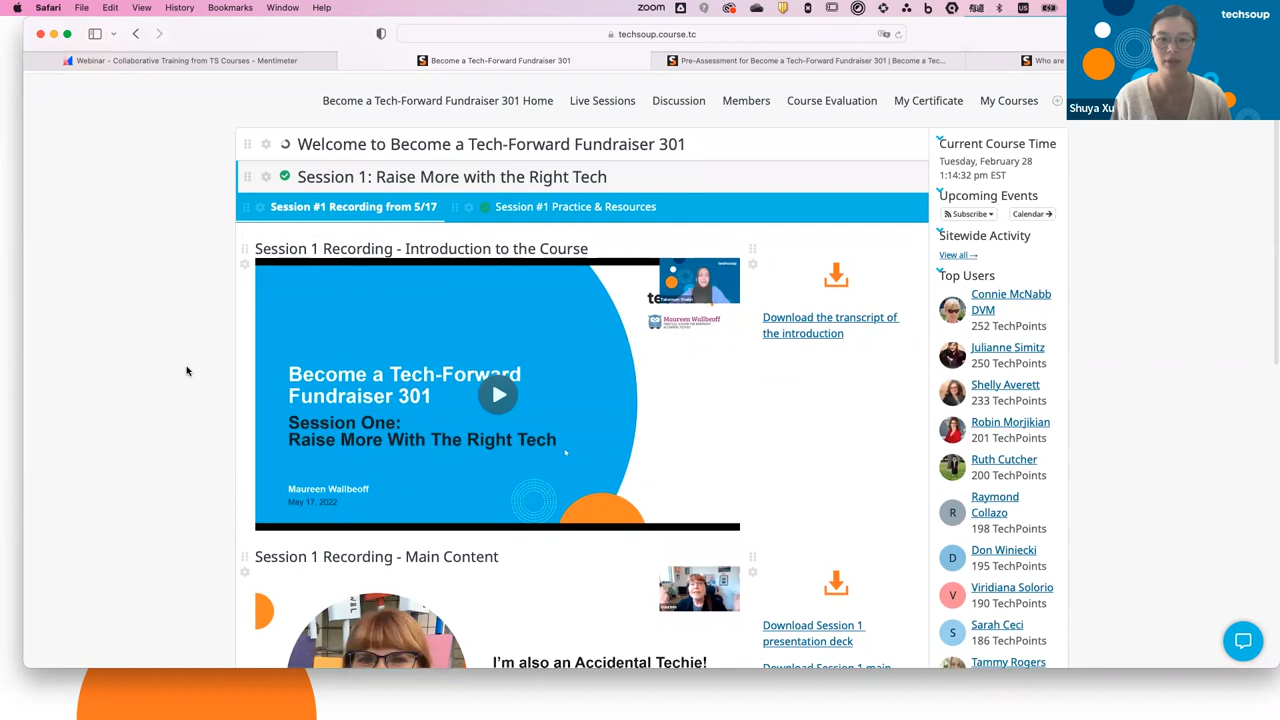 Safari File Edit View History Bookmarks Window Help
zoom
US
techsoup
Shuya Xu
techsoup.course.tc
Webinar - Collaborative Training from TS Courses - Mentimeter
Become a Tech-Forward Fundraiser 301
Pre-Assessment for Become a Tech-Forward Fundraiser 301 | Become a Tec...
Who are
Become a Tech-Forward Fundraiser 301 Home
Live Sessions
Discussion
Members
Course Evaluation
My Certificate
My Courses
Welcome to Become a Tech-Forward Fundraiser 301
Session 1: Raise More with the Right Tech
Session #1 Recording from 5/17
Session #1 Practice & Resources
Session 1 Recording - Introduction to the Course
techsoup
Maureen Wallbeoff
Become a Tech-Forward
Fundraiser 301
Session One:
Raise More With The Right Tech
Maureen Wallbeoff
May 17, 2022
Download the transcript of
the introduction
Session 1 Recording - Main Content
I'm also an Accidental Techie!
Download Session 1
presentation deck
Download Session 1 main
Current Course Time
Tuesday, February 28
1:14:32 pm EST
Upcoming Events
Subscribe
Calendar
Sitewide Activity
View all →
Top Users
Connie McNabb
DVM
252 TechPoints
Julianne Simitz
250 TechPoints
Shelly Averett
233 TechPoints
Robin Morjikian
201 TechPoints
Ruth Cutcher
200 TechPoints
R
Raymond
Collazo
198 TechPoints
D
Don Winiecki
195 TechPoints
V
Viridiana Solorio
190 TechPoints
S
Sarah Ceci
186 TechPoints
Tammy Rogers